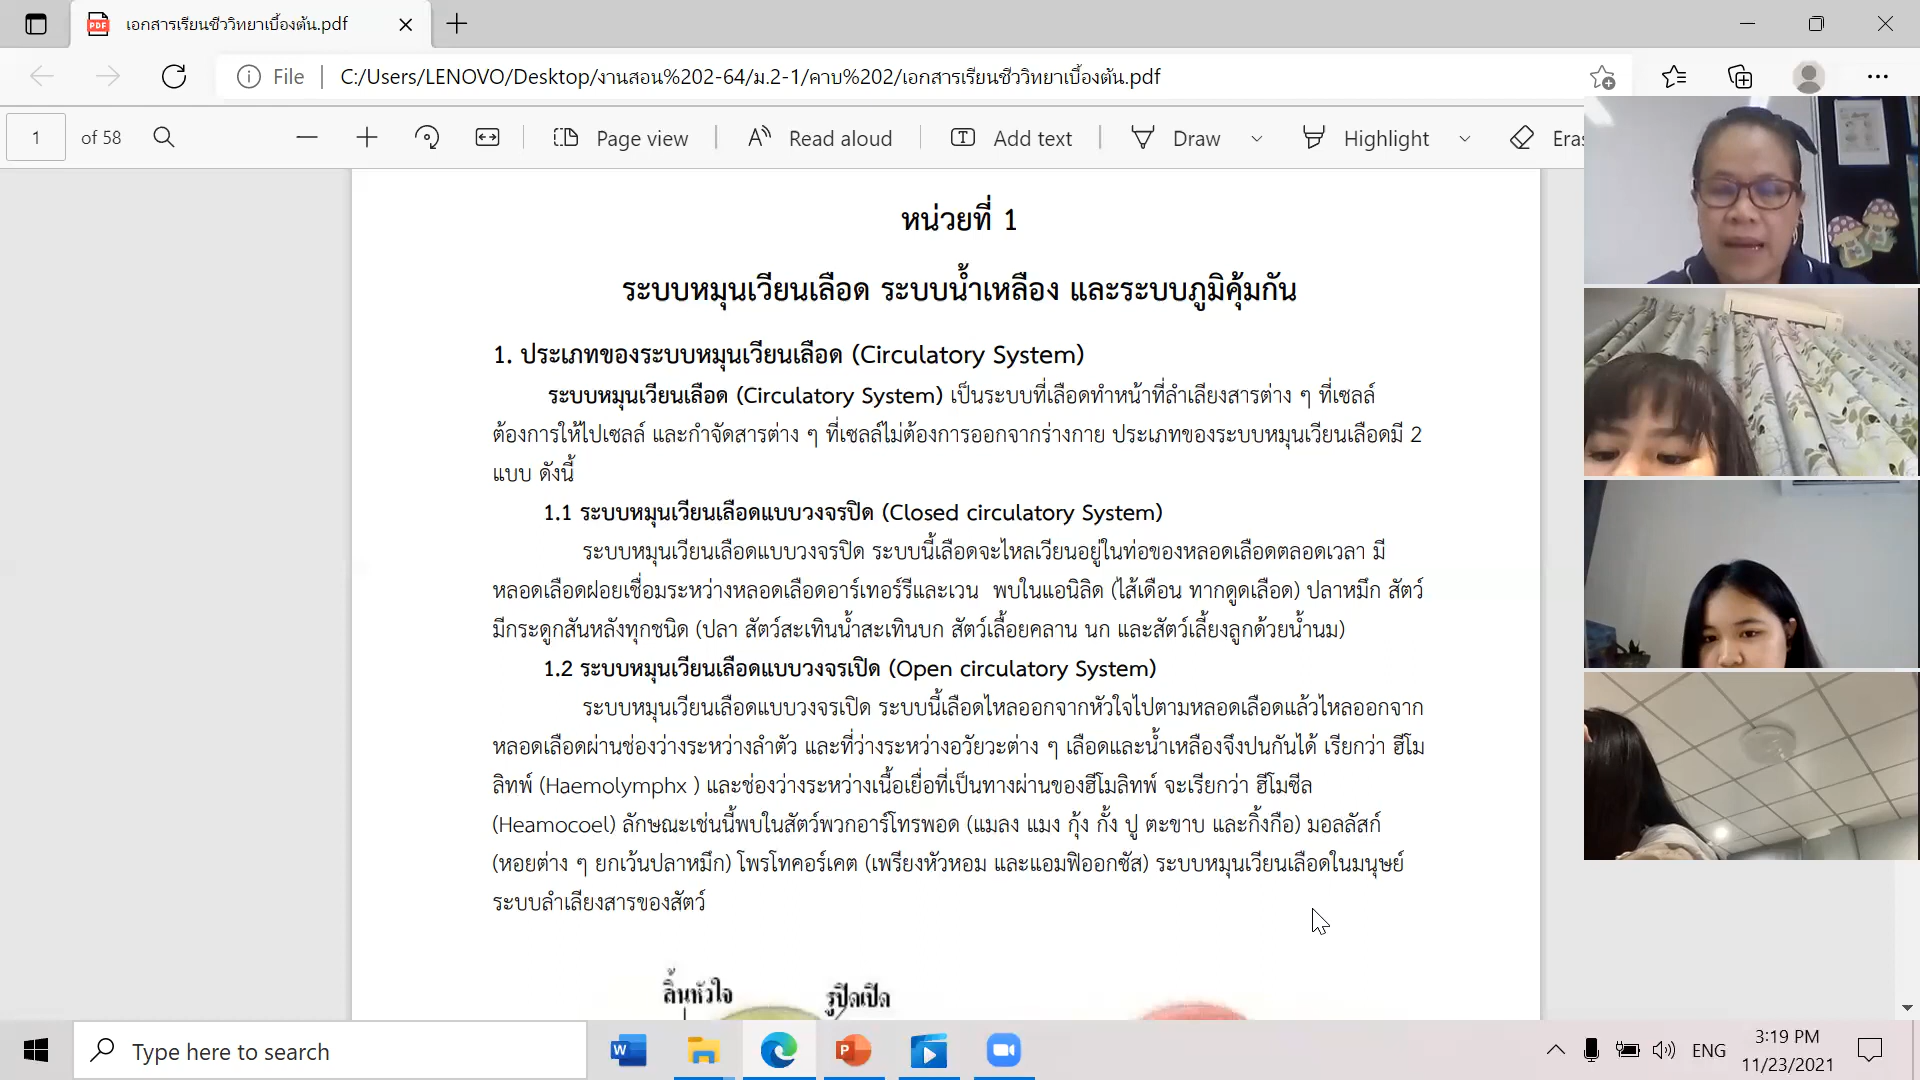 เอกสารเรียนชีววิทยาเบื้องต้น.pdf
File
C:/Users/LENOVO/Desktop/งานสอน%202-64/ม.2-1/คาบ%202/เอกสารเรียนชีววิทยาเบื้องต้น.pdf
1 of 58
Page view
Read aloud
Add text
Draw
Highlight
Eras
หน่วยที่ 1
ระบบหมุนเวียนเลือด ระบบน้ำเหลือง และระบบภูมิคุ้มกัน
1. ประเภทของระบบหมุนเวียนเลือด (Circulatory System)
ระบบหมุนเวียนเลือด (Circulatory System) เป็นระบบที่เลือดทำหน้าที่ลำเลียงสารต่าง ๆ ที่เซลล์
ต้องการให้ไปเซลล์ และกำจัดสารต่าง ๆ ที่เซลล์ไม่ต้องการออกจากร่างกาย ประเภทของระบบหมุนเวียนเลือดมี 2
แบบ ดังนี้
1.1 ระบบหมุนเวียนเลือดแบบวงจรปิด (Closed circulatory System)
ระบบหมุนเวียนเลือดแบบวงจรปิด ระบบนี้เลือดจะไหลเวียนอยู่ในท่อของหลอดเลือดตลอดเวลา มี
หลอดเลือดฝอยเชื่อมระหว่างหลอดเลือดอาร์เทอร์รีและเวน พบในแอนิลิด (ไส้เดือน ทากดูดเลือด) ปลาหมึก สัตว์
มีกระดูกสันหลังทุกชนิด (ปลา สัตว์สะเทินน้ำสะเทินบก สัตว์เลื้อยคลาน นก และสัตว์เลี้ยงลูกด้วยน้ำนม)
1.2 ระบบหมุนเวียนเลือดแบบวงจรเปิด (Open circulatory System)
ระบบหมุนเวียนเลือดแบบวงจรเปิด ระบบนี้เลือดไหลออกจากหัวใจไปตามหลอดเลือดแล้วไหลออกจาก
หลอดเลือดผ่านช่องว่างระหว่างลำตัว และที่ว่างระหว่างอวัยวะต่าง ๆ เลือดและน้ำเหลืองจึงปนกันได้ เรียกว่า ฮีโม
ลิทพ์ (Haemolymphx ) และช่องว่างระหว่างเนื้อเยื่อที่เป็นทางผ่านของฮีโมลิทพ์ จะเรียกว่า ฮีโมซีล
(Heamocoel) ลักษณะเช่นนี้พบในสัตว์พวกอาร์โทรพอด (แมลง แมง กุ้ง กั้ง ปู ตะขาบ และกิ้งกือ) มอลลัสก์
(หอยต่าง ๆ ยกเว้นปลาหมึก) โพรโทคอร์เคต (เพรียงหัวหอม และแอมฟิออกซัส) ระบบหมุนเวียนเลือดในมนุษย์
ระบบลำเลียงสารของสัตว์
ลิ้นหัวใจ
รูปิดเปิด
Type here to search
ENG
3:19 PM
11/23/2021